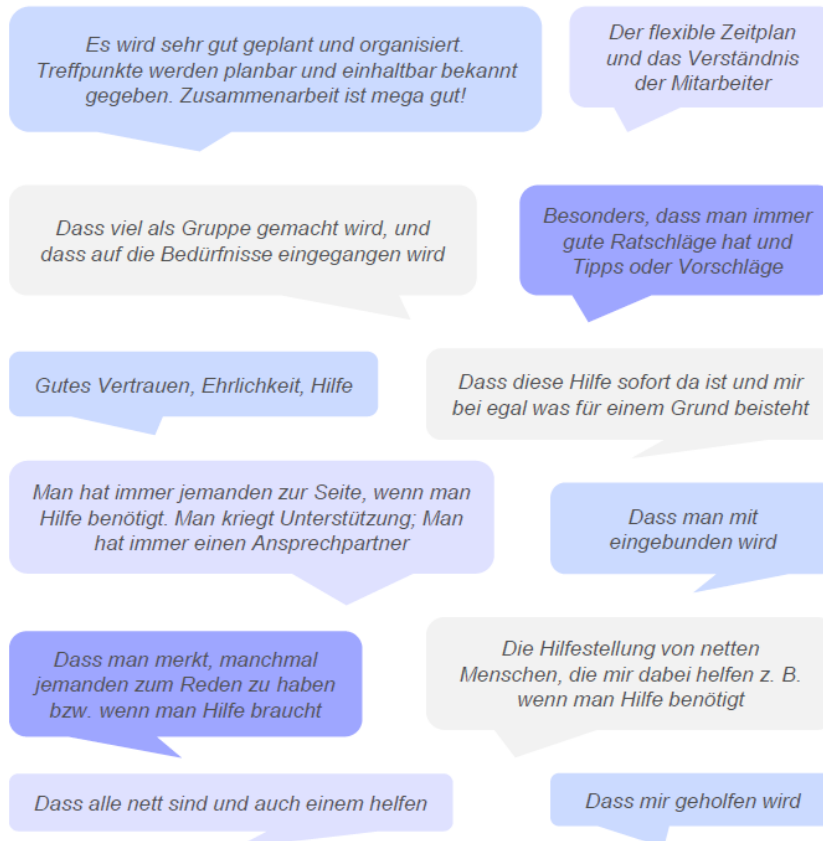 Es wird sehr gut geplant und organisiert.
Treffpunkte werden planbar und einhaltbar bekannt
gegeben. Zusammenarbeit ist mega gut!
Der flexible Zeitplan
und das Verständnis
der Mitarbeiter
Dass viel als Gruppe gemacht wird, und
dass auf die Bedürfnisse eingegangen wird
Besonders, dass man immer
gute Ratschläge hat und
Tipps oder Vorschläge
Gutes Vertrauen, Ehrlichkeit, Hilfe
Dass diese Hilfe sofort da ist und mir
bei egal was für einem Grund beisteht
Man hat immer jemanden zur Seite, wenn man
Hilfe benötigt. Man kriegt Unterstützung; Man
hat immer einen Ansprechpartner
Dass man mit
eingebunden wird
Dass man merkt, manchmal
jemanden zum Reden zu haben
bzw. wenn man Hilfe braucht
Die Hilfestellung von netten
Menschen, die mir dabei helfen z. B.
wenn man Hilfe benötigt
Dass alle nett sind und auch einem helfen
Dass mir geholfen wird